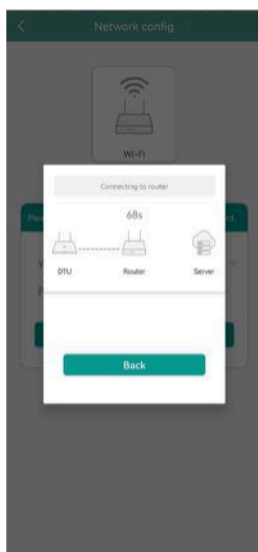 Network config
Wi-Fi
Connecting to router
68s
DTU Router Server
Back